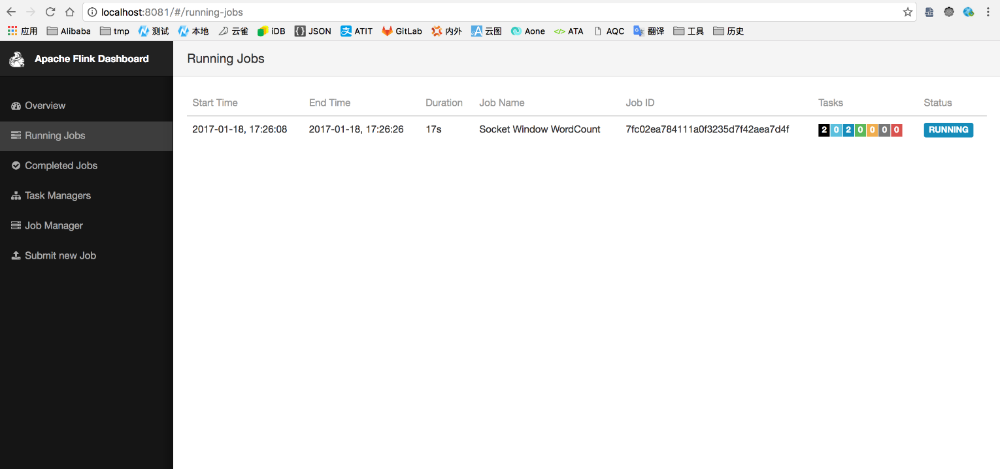 localhost:8081/#/running-jobs
应用 Alibaba tmp 测试 本地 云雀 iDB JSON ATIT GitLab 内外 云图 Aone ATA AQC 翻译 工具 历史
Apache Flink Dashboard
Running Jobs
Overview
Running Jobs
Completed Jobs
Task Managers
Job Manager
Submit new Job
Start Time End Time Duration Job Name Job ID Tasks Status
2017-01-18, 17:26:08 2017-01-18, 17:26:26 17s Socket Window WordCount 7fc02ea784111a0f3235d7f42aea7d4f 2 0 2 0 0 0 0 RUNNING